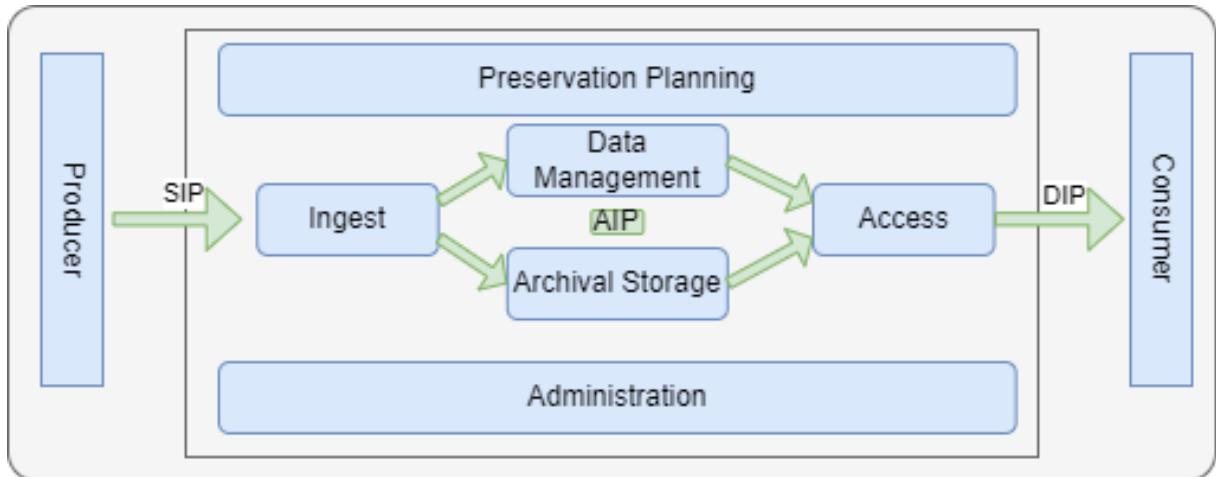 Preservation Planning
Producer
SIP
Ingest
Data
Management
AIP
Archival Storage
Access
DIP
Consumer
Administration